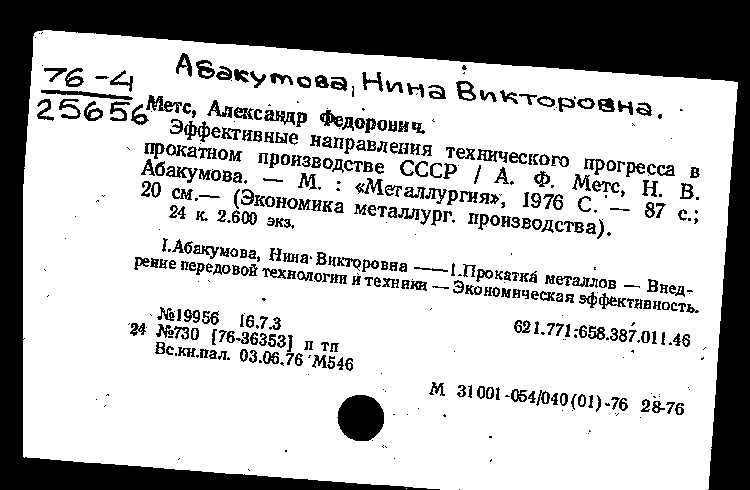 Абакумова, Нина Викторовна.
76-4
25656
Метс, Александр Федорович.
Эффективные направления технического прогресса в
прокатном производстве СССР / А. Ф. Метс, Н. В.
Абакумова. — М. : «Металлургия», 1976 С. — 87 с.;
20 см.— (Экономика металлург. производства).
24 к. 2.600 экз.
I.Абакумова, Нина Викторовна ——1.Прокатка металлов — Внед-
рение передовой технологии и техники — Экономическая эффективность.
№19956 16.7.3
621.771:658.387.011.46
24 №730 [76-36353] п тп
Вс.кн.пал. 03.06.76 М546
М 31001-054/040(01)-76 28-76